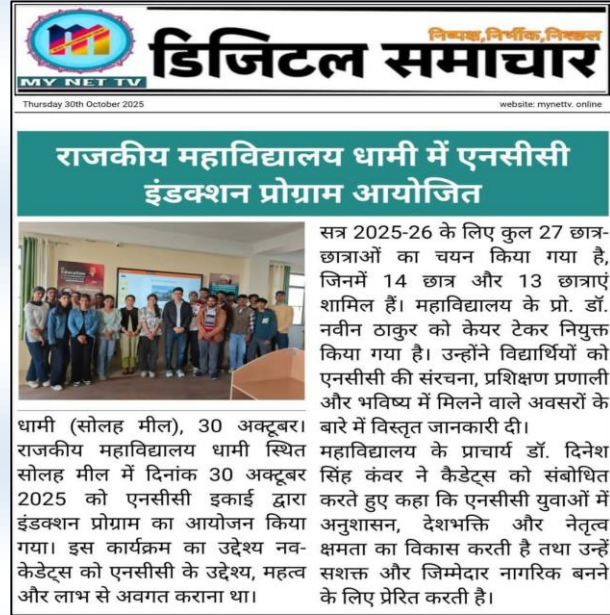 निष्पक्ष,निर्भीक,निश्छल
डिजिटल समाचार
MY NET TV
Thursday 30th October 2025
website: mynettv. online
राजकीय महाविद्यालय धामी में एनसीसी
इंडक्शन प्रोग्राम आयोजित
धामी (सोलह मील), 30 अक्टूबर।
राजकीय महाविद्यालय धामी स्थित
सोलह मील में दिनांक 30 अक्टूबर
2025 को एनसीसी इकाई द्वारा
इंडक्शन प्रोग्राम का आयोजन किया
गया। इस कार्यक्रम का उद्देश्य नव-
केडेट्स को एनसीसी के उद्देश्य, महत्व
और लाभ से अवगत कराना था।
सत्र 2025-26 के लिए कुल 27 छात्र-
छात्राओं का चयन किया गया है,
जिनमें 14 छात्र और 13 छात्राएं
शामिल हैं। महाविद्यालय के प्रो. डॉ.
नवीन ठाकुर को केयर टेकर नियुक्त
किया गया है। उन्होंने विद्यार्थियों को
एनसीसी की संरचना, प्रशिक्षण प्रणाली
और भविष्य में मिलने वाले अवसरों के
बारे में विस्तृत जानकारी दी।
महाविद्यालय के प्राचार्य डॉ. दिनेश
सिंह कंवर ने कैडेट्स को संबोधित
करते हुए कहा कि एनसीसी युवाओं में
अनुशासन, देशभक्ति और नेतृत्व
क्षमता का विकास करती है तथा उन्हें
सशक्त और जिम्मेदार नागरिक बनने
के लिए प्रेरित करती है।